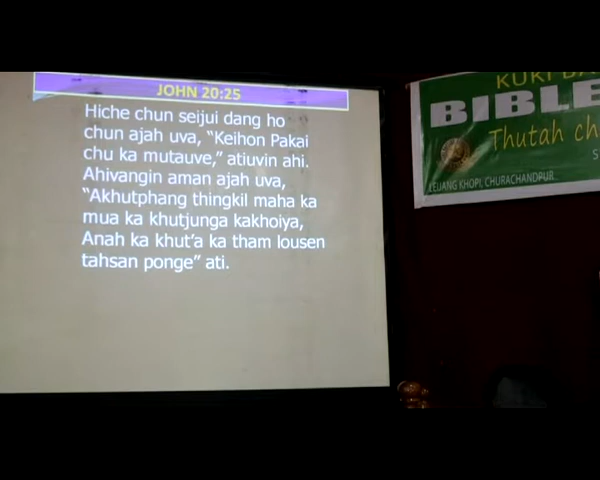 JOHN 20:25
Hiche chun seijui dang ho
chun ajah uva, “Keihon Pakai
chu ka mutauve,” atiuvin ahi.
Ahivangin aman ajah uva,
“Akhutphang thingkil maha ka
mua ka khutjunga kakhoiya,
Anah ka khut’a ka tham lousen
tahsan ponge” ati.
KUKI BA
BIBLE
Thutah ch
S
LEIJANG KHOPI, CHURACHANDPUR